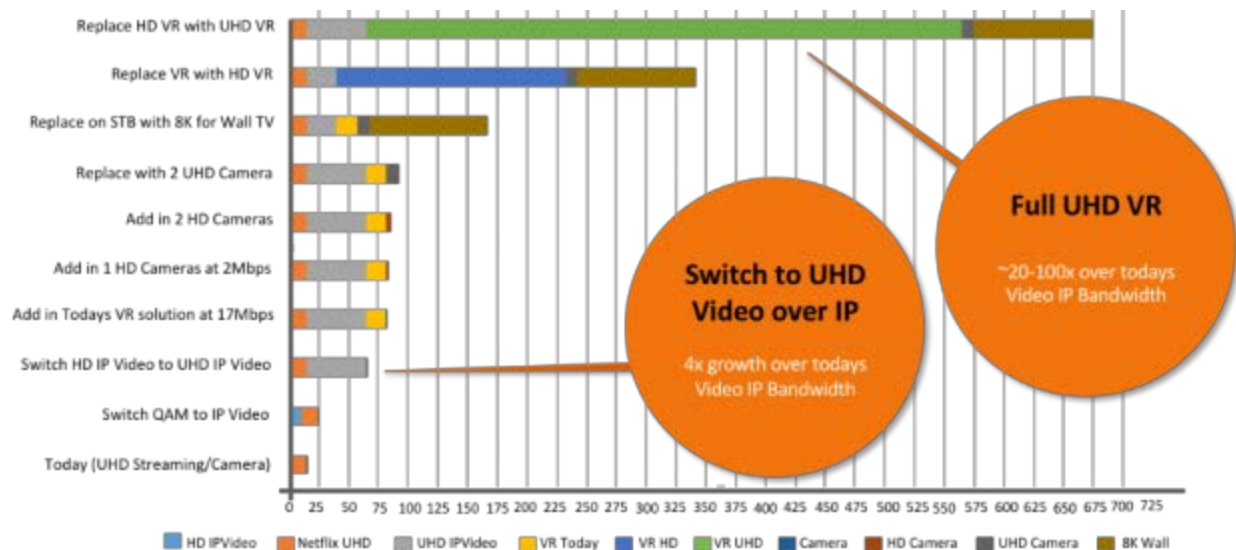 Replace HD VR with UHD VR
Replace VR with HD VR
Replace on STB with 8K for Wall TV
Replace with 2 UHD Camera
Add in 2 HD Cameras
Add in 1 HD Cameras at 2Mbps
Add in Todays VR solution at 17Mbps
Switch HD IP Video to UHD IP Video
Switch QAM to IP Video
Today (UHD Streaming/Camera)
Full UHD VR
~20-100x over todays
Video IP Bandwidth
Switch to UHD
Video over IP
4x growth over todays
Video IP Bandwidth
0 25 50 75 100 125 150 175 200 225 250 275 300 325 350 375 400 425 450 475 500 525 550 575 600 625 650 675 700 725
HD IPVideo Netflix UHD UHD IPVideo VR Today VR HD VR UHD Camera HD Camera UHD Camera 8K Wall